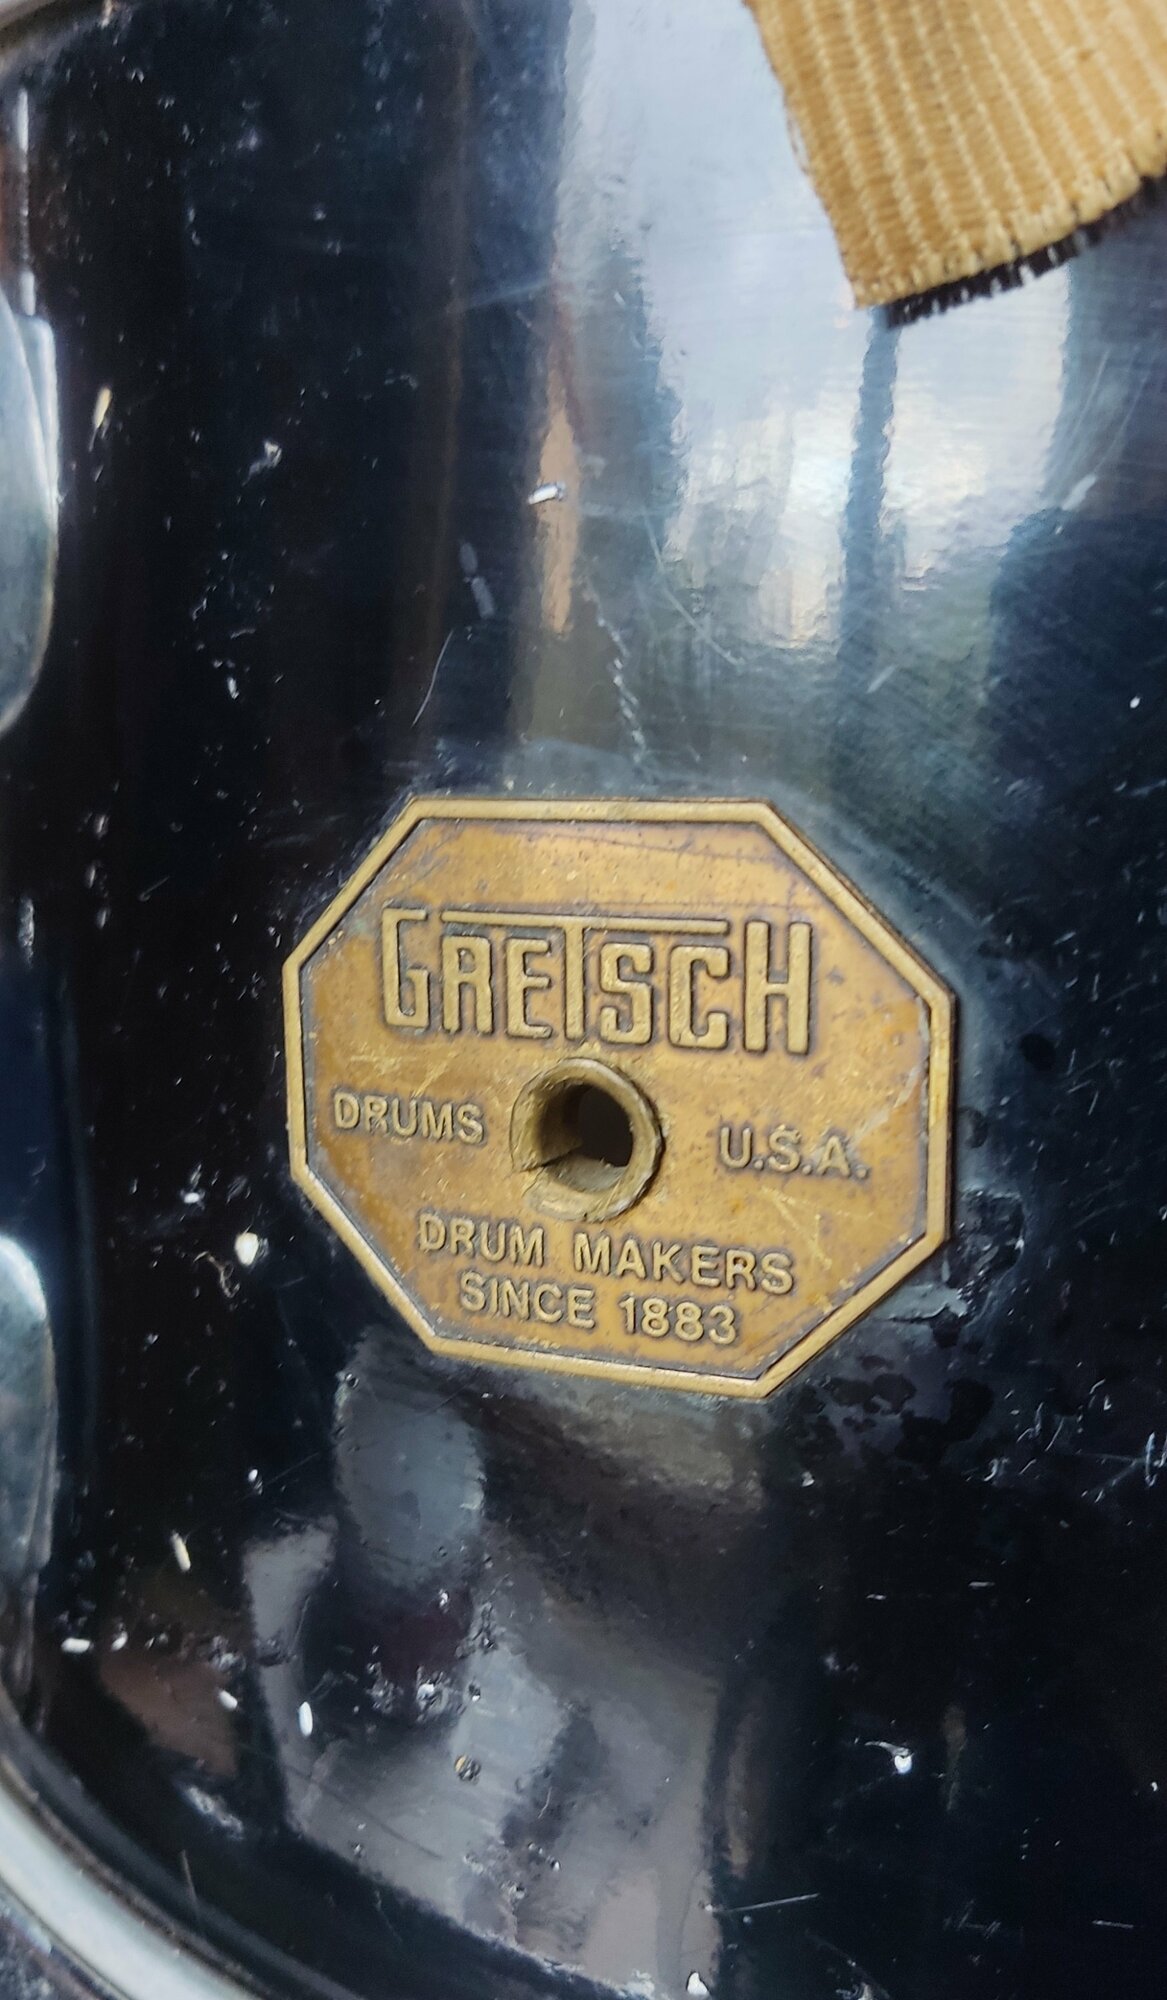 GRETSCH
DRUMS U.S.A.
DRUM MAKERS
SINCE 1883